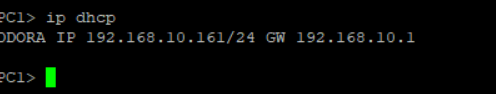 PC1> ip dhcp
DDORA IP 192.168.10.161/24 GW 192.168.10.1
PC1>